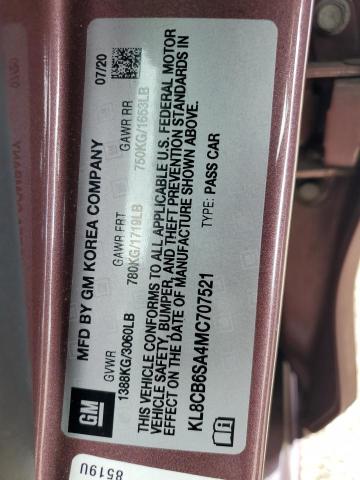 GM
MFD BY GM KOREA COMPANY 07/20
GVWR GAWR FRT GAWR RR
1388KG/3060LB 780KG/1719LB 750KG/1653LB
THIS VEHICLE CONFORMS TO ALL APPLICABLE U.S. FEDERAL MOTOR
VEHICLE SAFETY, BUMPER, AND THEFT PREVENTION STANDARDS IN
EFFECT ON THE DATE OF MANUFACTURE SHOWN ABOVE.
KL8CB6SA4MC707521 TYPE: PASS CAR
8519U